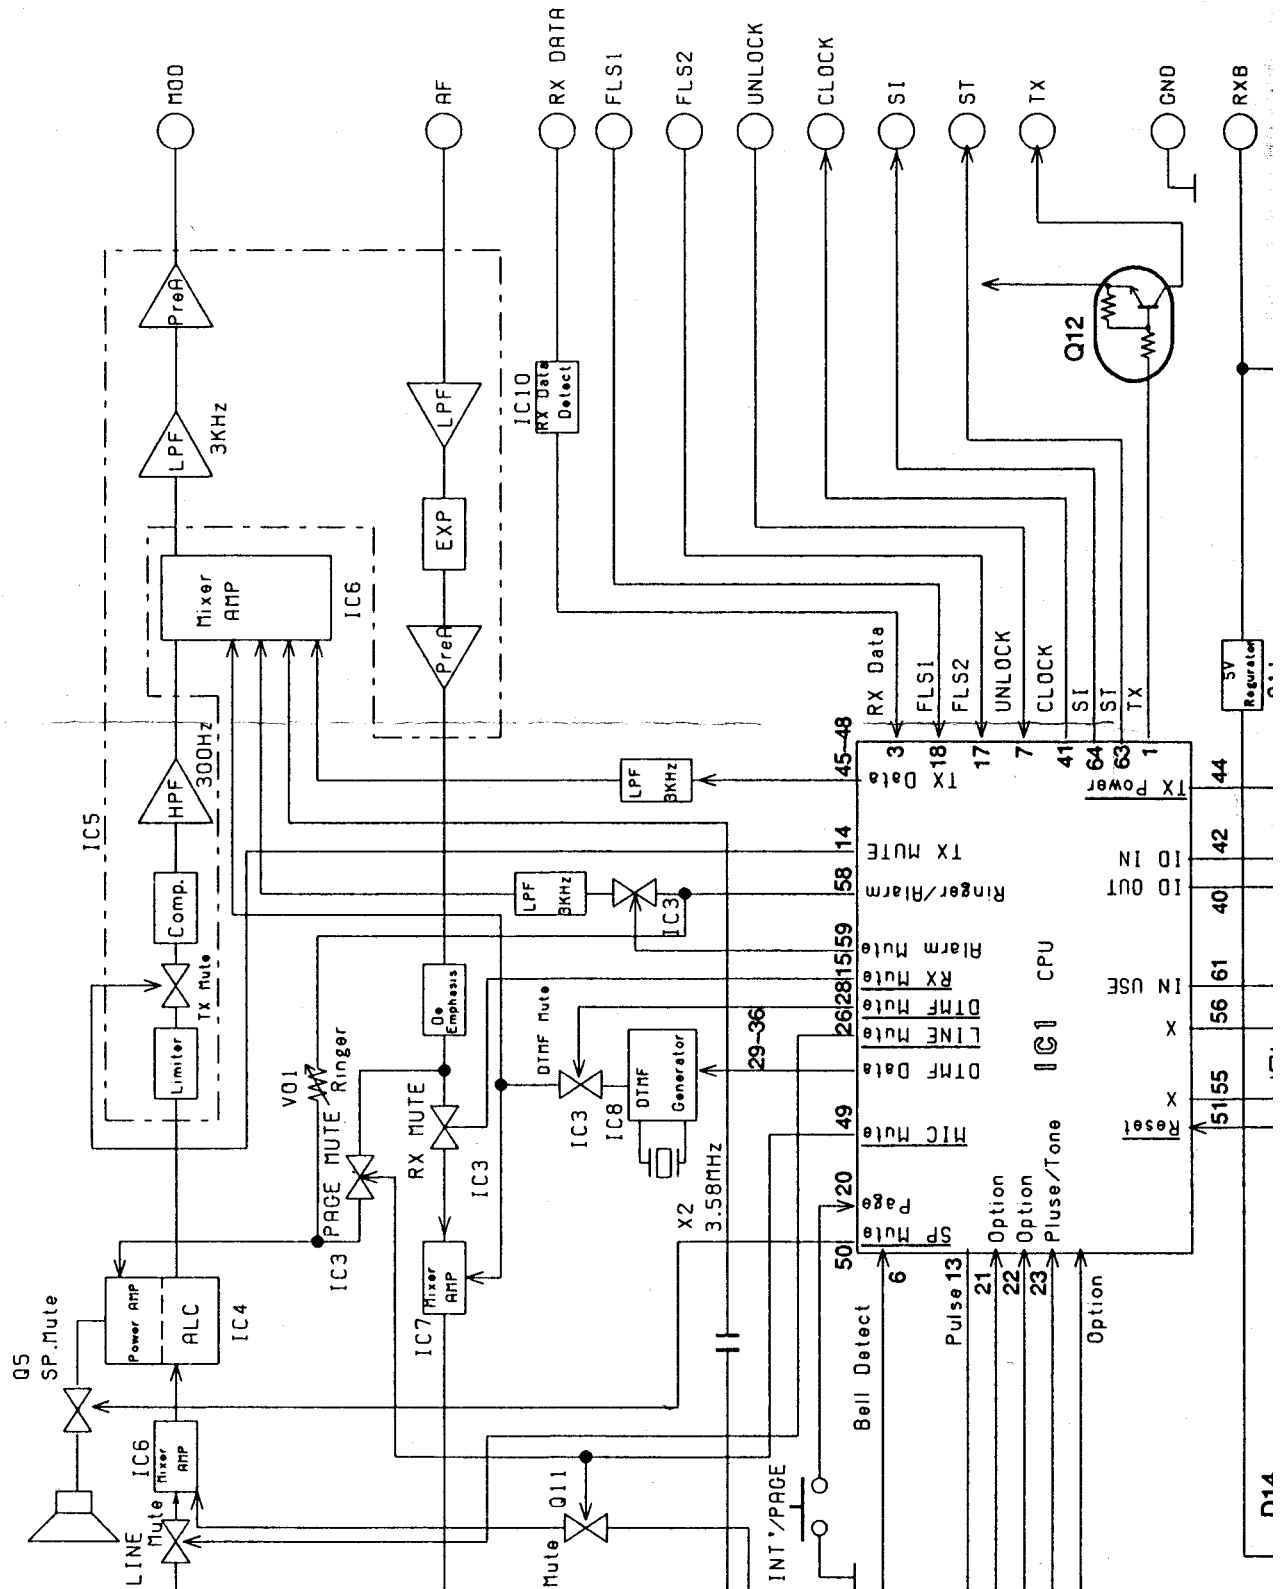 MOD
AF
RX DATA
FLS1
FLS2
UNLOCK
CLOCK
SI
ST
TX
GND
RXB
PreA
LPF
3KHz
Mixer
AMP
IC6
HPF
300Hz
IC5
Comp.
TX Mute
Limiter
LPF
EXP
PreA
IC10
RX Data
Detect
Q12
De
Emphasis
VO1
Ringer
PAGE MUTE
IC3
RX MUTE
IC3
Mixer
AMP
IC7
DTMF Mute
IC3
IC8
DTMF
Generator
X2
3.58MHz
LPF
3KHz
IC3
LPF
3KHz
Power AMP
ALC
IC4
Q5
SP.Mute
IC6
Mixer
AMP
LINE
Mute
Q11
Mute
INT'/PAGE
RX Data
FLS1
FLS2
UNLOCK
CLOCK
SI
ST
TX
45-48
3
18
17
7
41
64
63
1
14
58
59
15
28
26
29-36
49
20
50
TX Data
TX MUTE
Ringer/Alarm
Alarm Mute
RX Mute
DTMF Mute
LINE Mute
DTMF Data
MIC Mute
Page
SP Mute
IC1
CPU
TX Power
ID IN
ID OUT
IN USE
X
X
Reset
44
42
40
61
56
55
51
Bell Detect
6
Pulse 13
21
22
23
Option
Option
Pluse/Tone
Option
5V
Regurator
D14